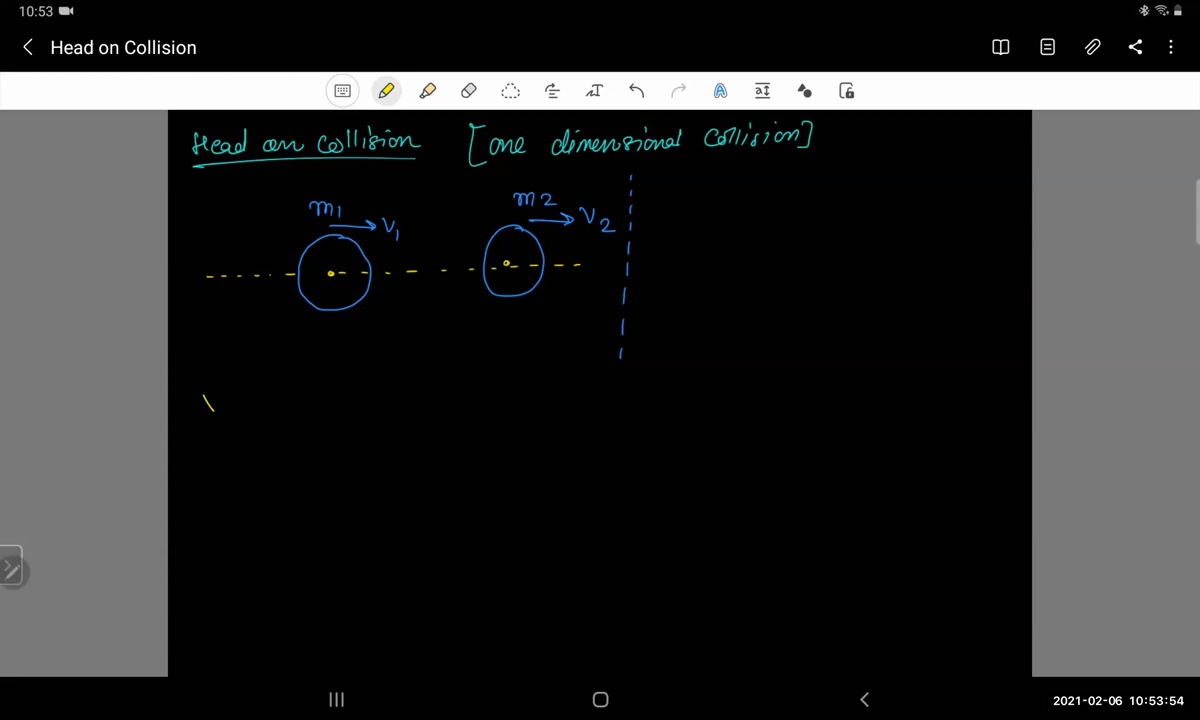 10:53
Head on Collision
Head on Collision [one dimensional Collision]
m1 V1 m2 V2
2021-02-06 10:53:54